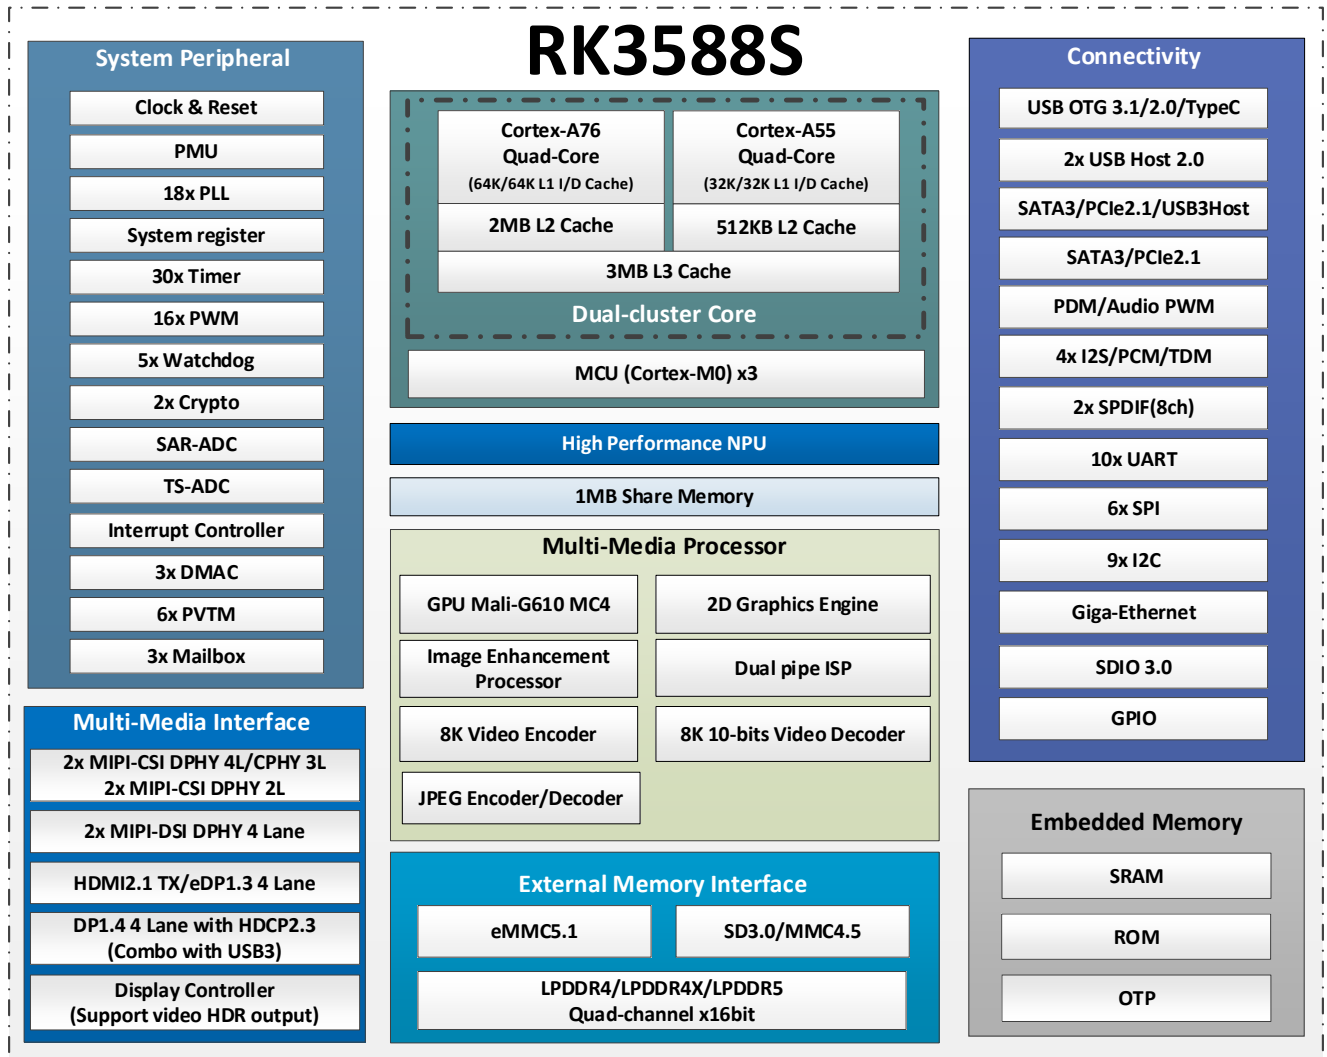 RK3588S
System Peripheral
Clock & Reset
PMU
18x PLL
System register
30x Timer
16x PWM
5x Watchdog
2x Crypto
SAR-ADC
TS-ADC
Interrupt Controller
3x DMAC
6x PVTM
3x Mailbox
Multi-Media Interface
2x MIPI-CSI DPHY 4L/CPHY 3L
2x MIPI-CSI DPHY 2L
2x MIPI-DSI DPHY 4 Lane
HDMI2.1 TX/eDP1.3 4 Lane
DP1.4 4 Lane with HDCP2.3
(Combo with USB3)
Display Controller
(Support video HDR output)
Cortex-A76
Quad-Core
(64K/64K L1 I/D Cache)
2MB L2 Cache
Cortex-A55
Quad-Core
(32K/32K L1 I/D Cache)
512KB L2 Cache
3MB L3 Cache
Dual-cluster Core
MCU (Cortex-M0) x3
High Performance NPU
1MB Share Memory
Multi-Media Processor
GPU Mali-G610 MC4
2D Graphics Engine
Image Enhancement
Processor
Dual pipe ISP
8K Video Encoder
8K 10-bits Video Decoder
JPEG Encoder/Decoder
External Memory Interface
eMMC5.1
SD3.0/MMC4.5
LPDDR4/LPDDR4X/LPDDR5
Quad-channel x16bit
Connectivity
USB OTG 3.1/2.0/TypeC
2x USB Host 2.0
SATA3/PCIe2.1/USB3Host
SATA3/PCIe2.1
PDM/Audio PWM
4x I2S/PCM/TDM
2x SPDIF(8ch)
10x UART
6x SPI
9x I2C
Giga-Ethernet
SDIO 3.0
GPIO
Embedded Memory
SRAM
ROM
OTP